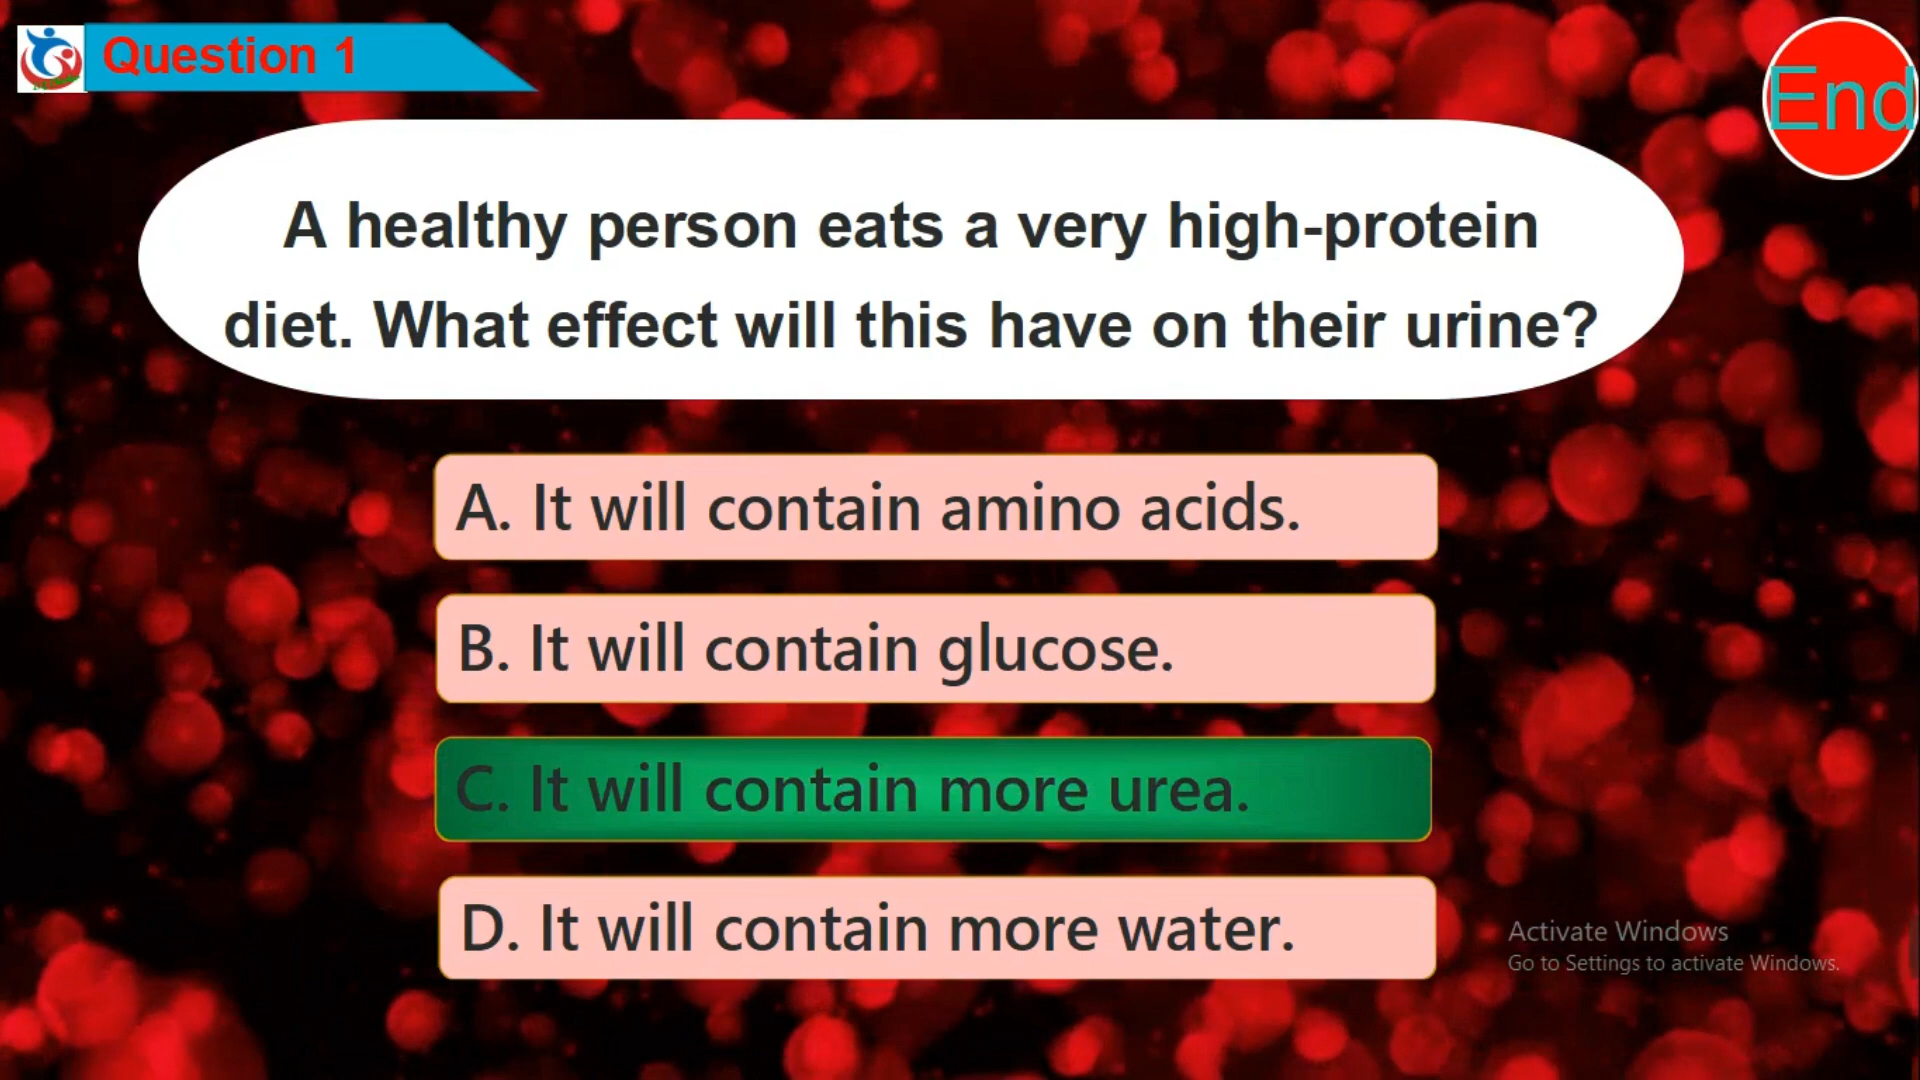 Question 1
End
A healthy person eats a very high-protein
diet. What effect will this have on their urine?
A. It will contain amino acids.
B. It will contain glucose.
C. It will contain more urea.
D. It will contain more water.
Activate Windows
Go to Settings to activate Windows.